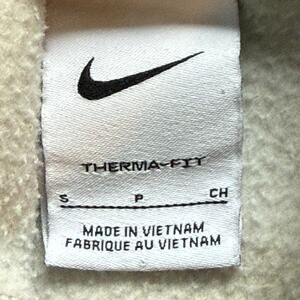 THERMA-FIT
S P CH
MADE IN VIETNAM
FABRIQUE AU VIETNAM